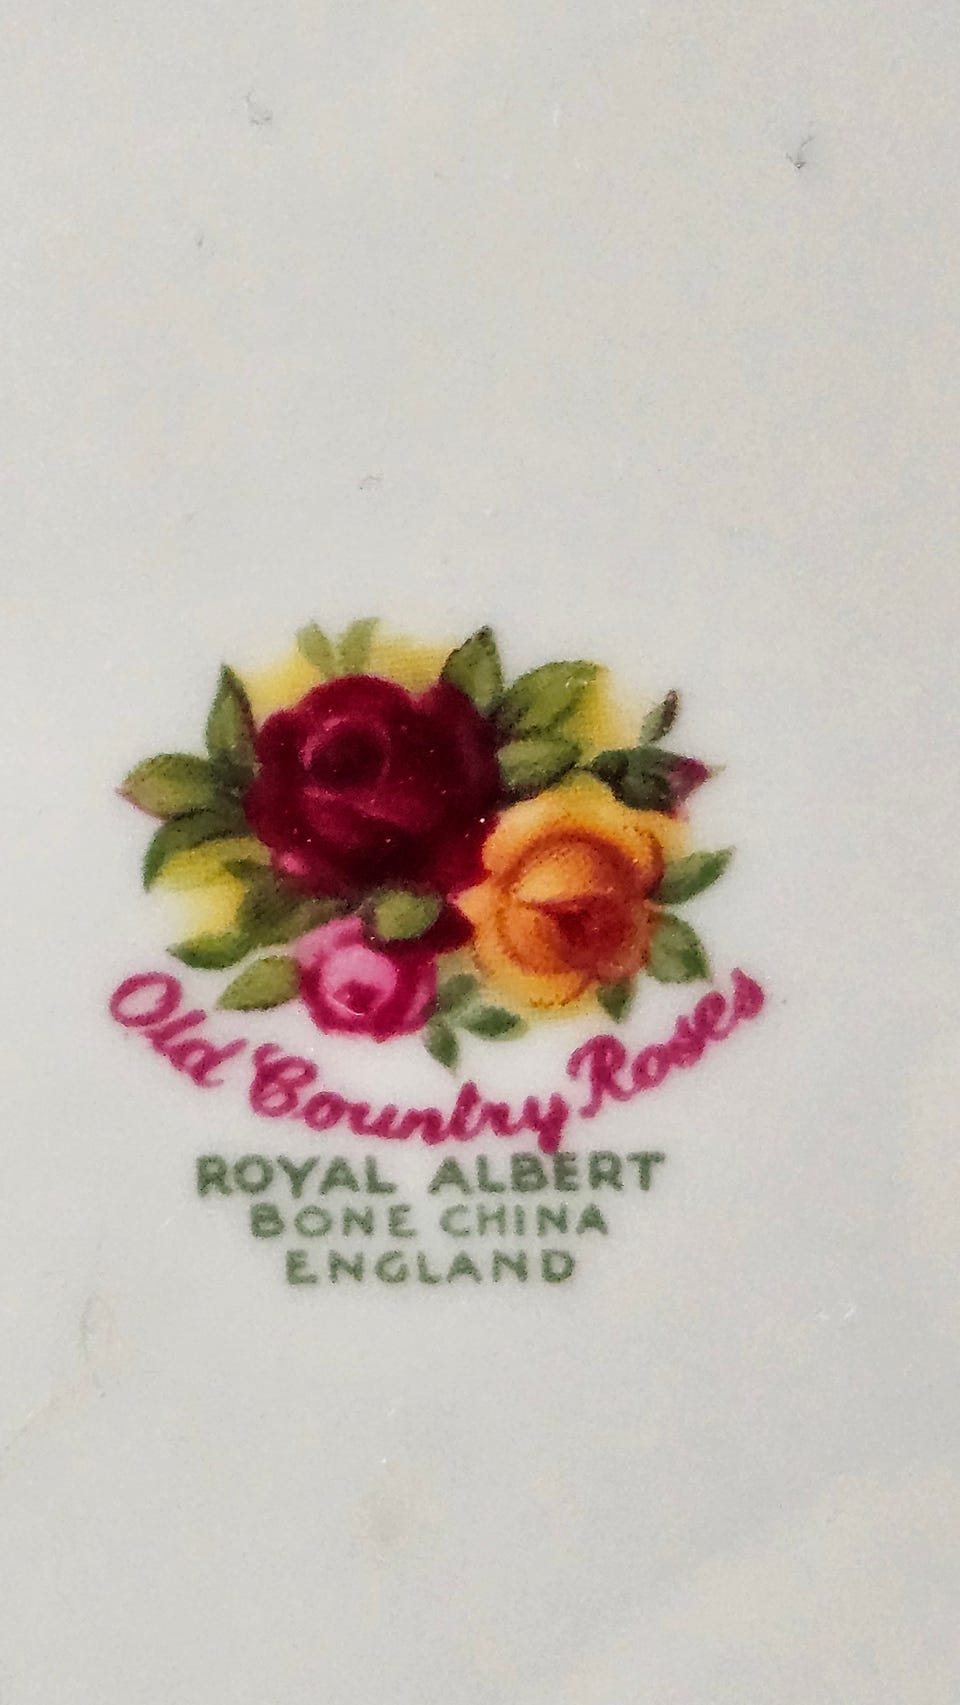 Old Country Roses
ROYAL ALBERT
BONE CHINA
ENGLAND